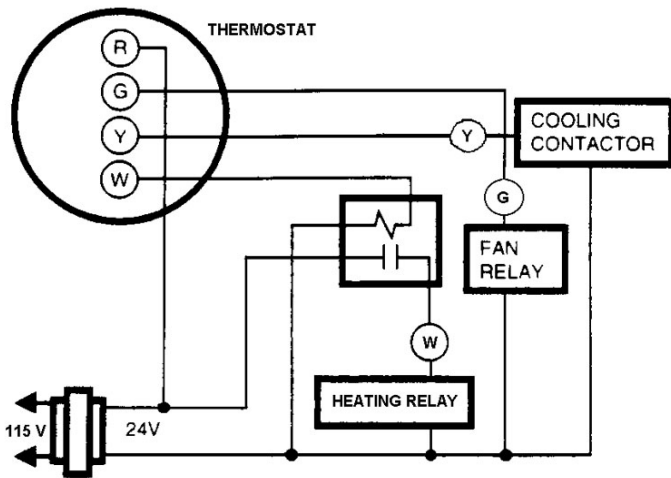 THERMOSTAT
R
G
Y
W
Y
COOLING
CONTACTOR
G
FAN
RELAY
W
HEATING RELAY
115 V
24V